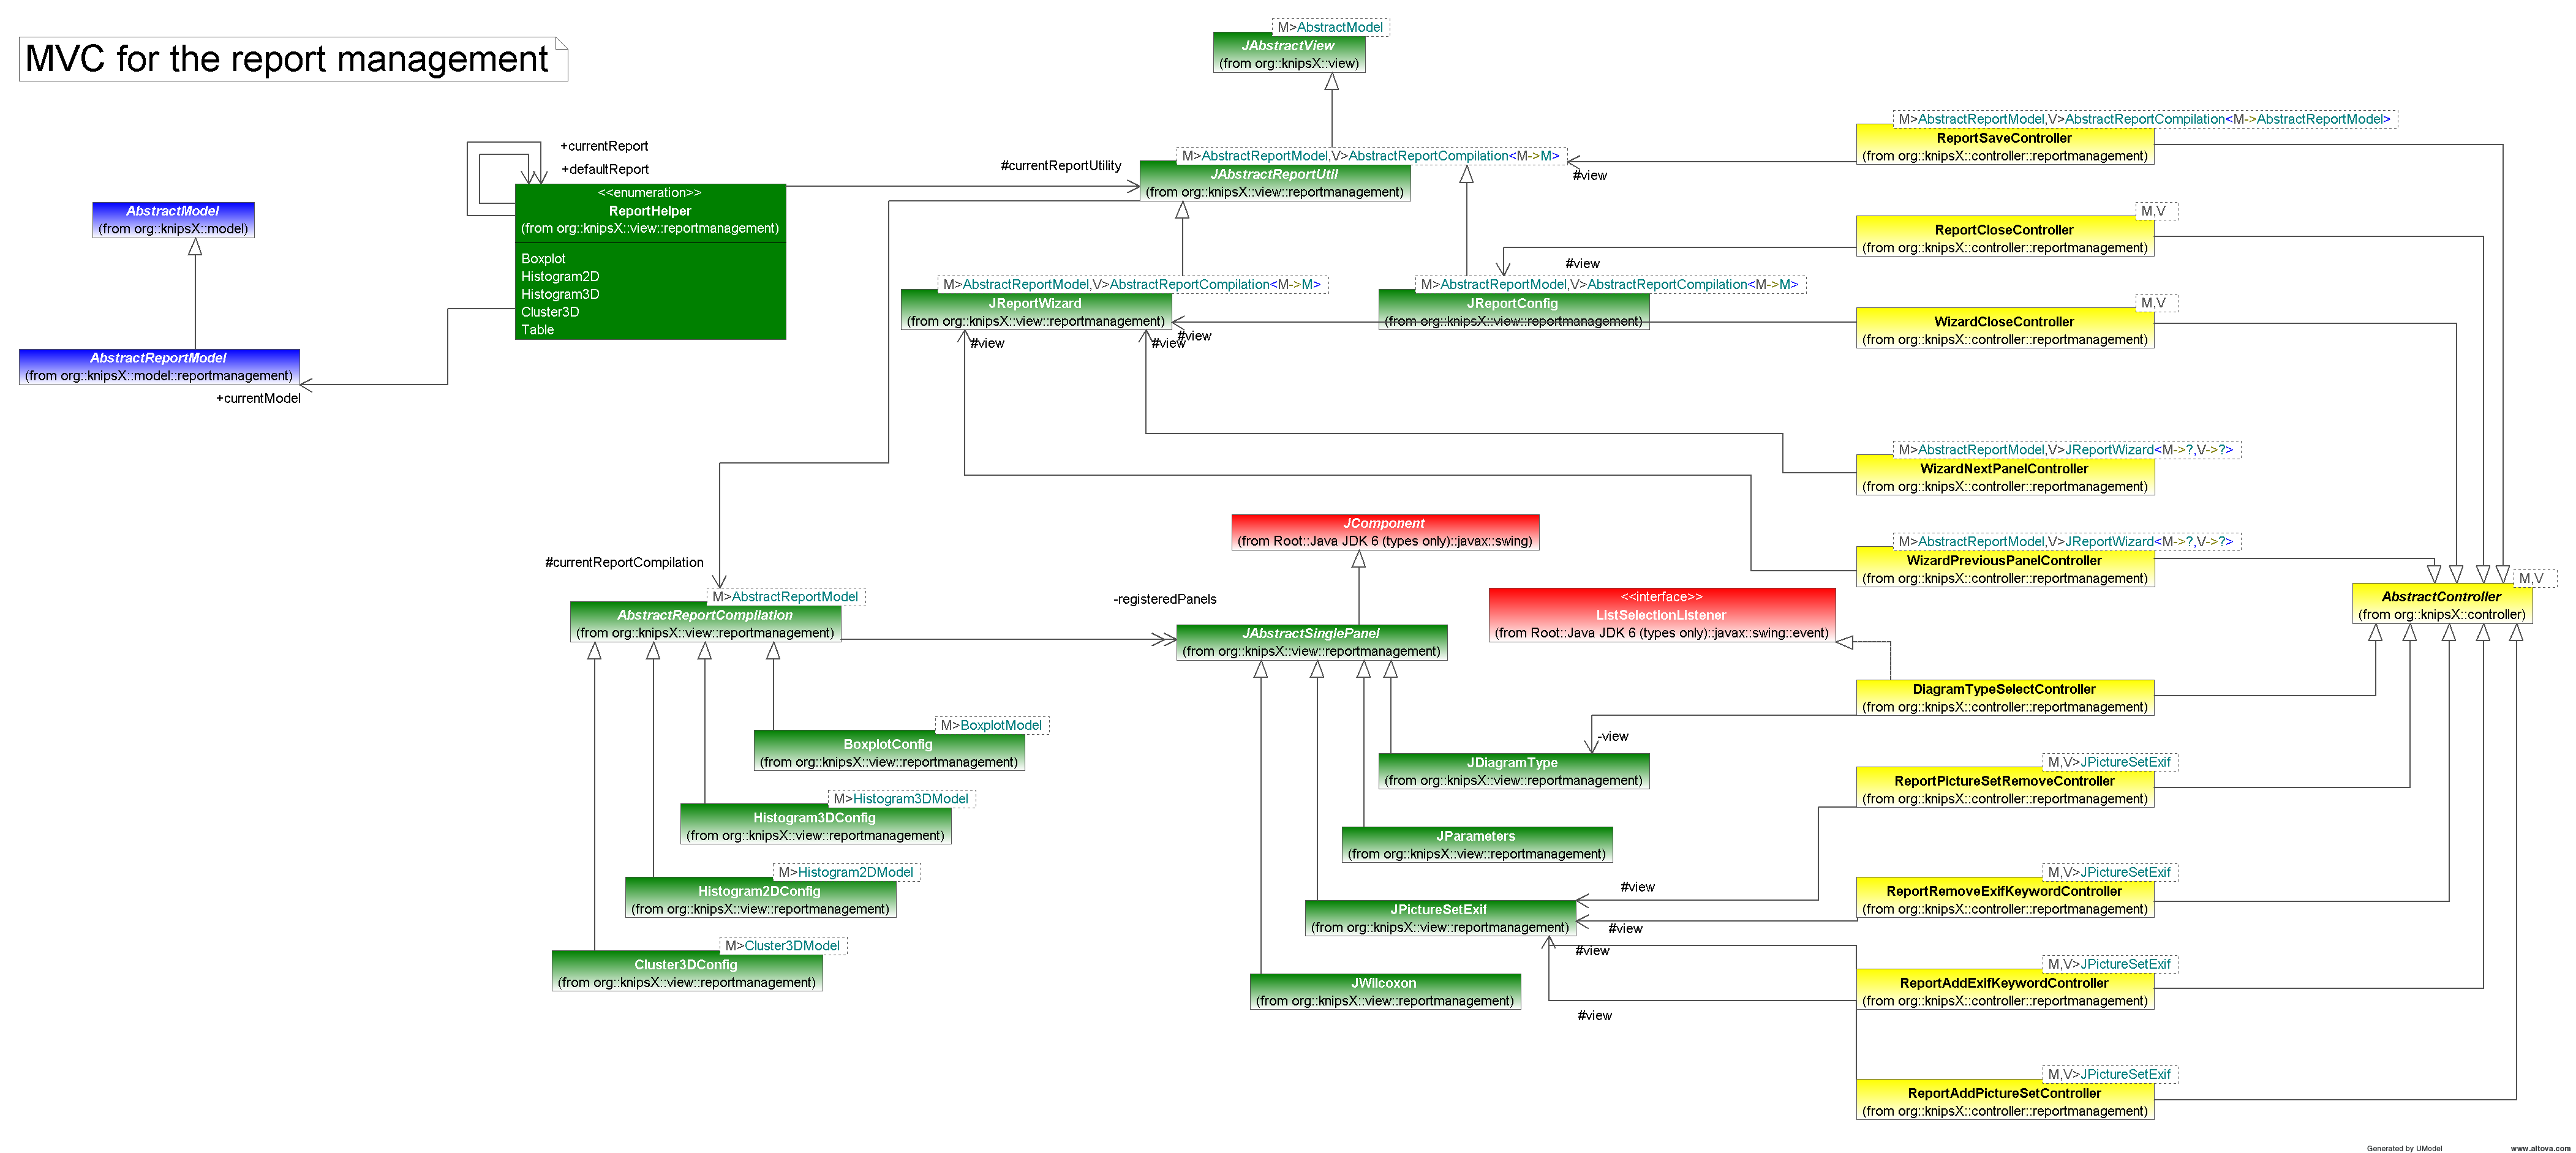 MVC for the report management
M>AbstractModel
JAbstractView
(from org::knipsX::view)
M>AbstractReportModel,V>AbstractReportCompilation<M->AbstractReportModel>
ReportSaveController
(from org::knipsX::controller::reportmanagement)
#view
+currentReport
+defaultReport
#currentReportUtility
M>AbstractReportModel,V>AbstractReportCompilation<M->M>
JAbstractReportUtil
(from org::knipsX::view::reportmanagement)
<<enumeration>>
ReportHelper
(from org::knipsX::view::reportmanagement)
Boxplot
Histogram2D
Histogram3D
Cluster3D
Table
AbstractModel
(from org::knipsX::model)
AbstractReportModel
(from org::knipsX::model::reportmanagement)
+currentModel
M,V
ReportCloseController
(from org::knipsX::controller::reportmanagement)
#view
M>AbstractReportModel,V>AbstractReportCompilation<M->M>
JReportWizard
(from org::knipsX::view::reportmanagement)
M>AbstractReportModel,V>AbstractReportCompilation<M->M>
JReportConfig
(from org::knipsX::view::reportmanagement)
M,V
WizardCloseController
(from org::knipsX::controller::reportmanagement)
#view
#view
#view
M>AbstractReportModel,V>JReportWizard<M->?,V->?>
WizardNextPanelController
(from org::knipsX::controller::reportmanagement)
M>AbstractReportModel,V>JReportWizard<M->?,V->?>
WizardPreviousPanelController
(from org::knipsX::controller::reportmanagement)
JComponent
(from Root::Java JDK 6 (types only)::javax::swing)
#currentReportCompilation
M>AbstractReportModel
AbstractReportCompilation
(from org::knipsX::view::reportmanagement)
-registeredPanels
JAbstractSinglePanel
(from org::knipsX::view::reportmanagement)
<<interface>>
ListSelectionListener
(from Root::Java JDK 6 (types only)::javax::swing::event)
M,V
AbstractController
(from org::knipsX::controller)
DiagramTypeSelectController
(from org::knipsX::controller::reportmanagement)
-view
M>BoxplotModel
BoxplotConfig
(from org::knipsX::view::reportmanagement)
JDiagramType
(from org::knipsX::view::reportmanagement)
M,V>JPictureSetExif
ReportPictureSetRemoveController
(from org::knipsX::controller::reportmanagement)
M>Histogram3DModel
Histogram3DConfig
(from org::knipsX::view::reportmanagement)
JParameters
(from org::knipsX::view::reportmanagement)
M>Histogram2DModel
Histogram2DConfig
(from org::knipsX::view::reportmanagement)
#view
M,V>JPictureSetExif
ReportRemoveExifKeywordController
(from org::knipsX::controller::reportmanagement)
JPictureSetExif
(from org::knipsX::view::reportmanagement)
#view
#view
M>Cluster3DModel
Cluster3DConfig
(from org::knipsX::view::reportmanagement)
JWilcoxon
(from org::knipsX::view::reportmanagement)
#view
M,V>JPictureSetExif
ReportAddExifKeywordController
(from org::knipsX::controller::reportmanagement)
M,V>JPictureSetExif
ReportAddPictureSetController
(from org::knipsX::controller::reportmanagement)
Generated by UModel
www.altova.com